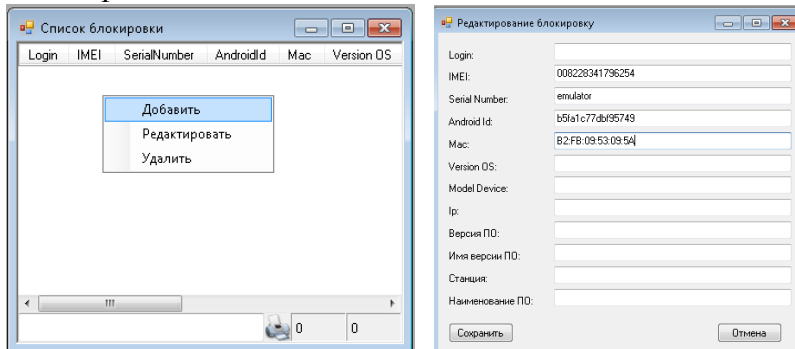 Список блокировки
Login IMEI SerialNumber AndroidId Mac Version OS
Добавить
Редактировать
Удалить
0 0
Редактирование блокировку
Login:
IMEI: 008228341796254
Serial Number: emulator
Android Id: b5fa1c77dbf95749
Mac: B2:FB:09:53:09:5A
Version OS:
Model Device:
Ip:
Версия ПО:
Имя версии ПО:
Станция:
Наименование ПО:
Сохранить Отмена